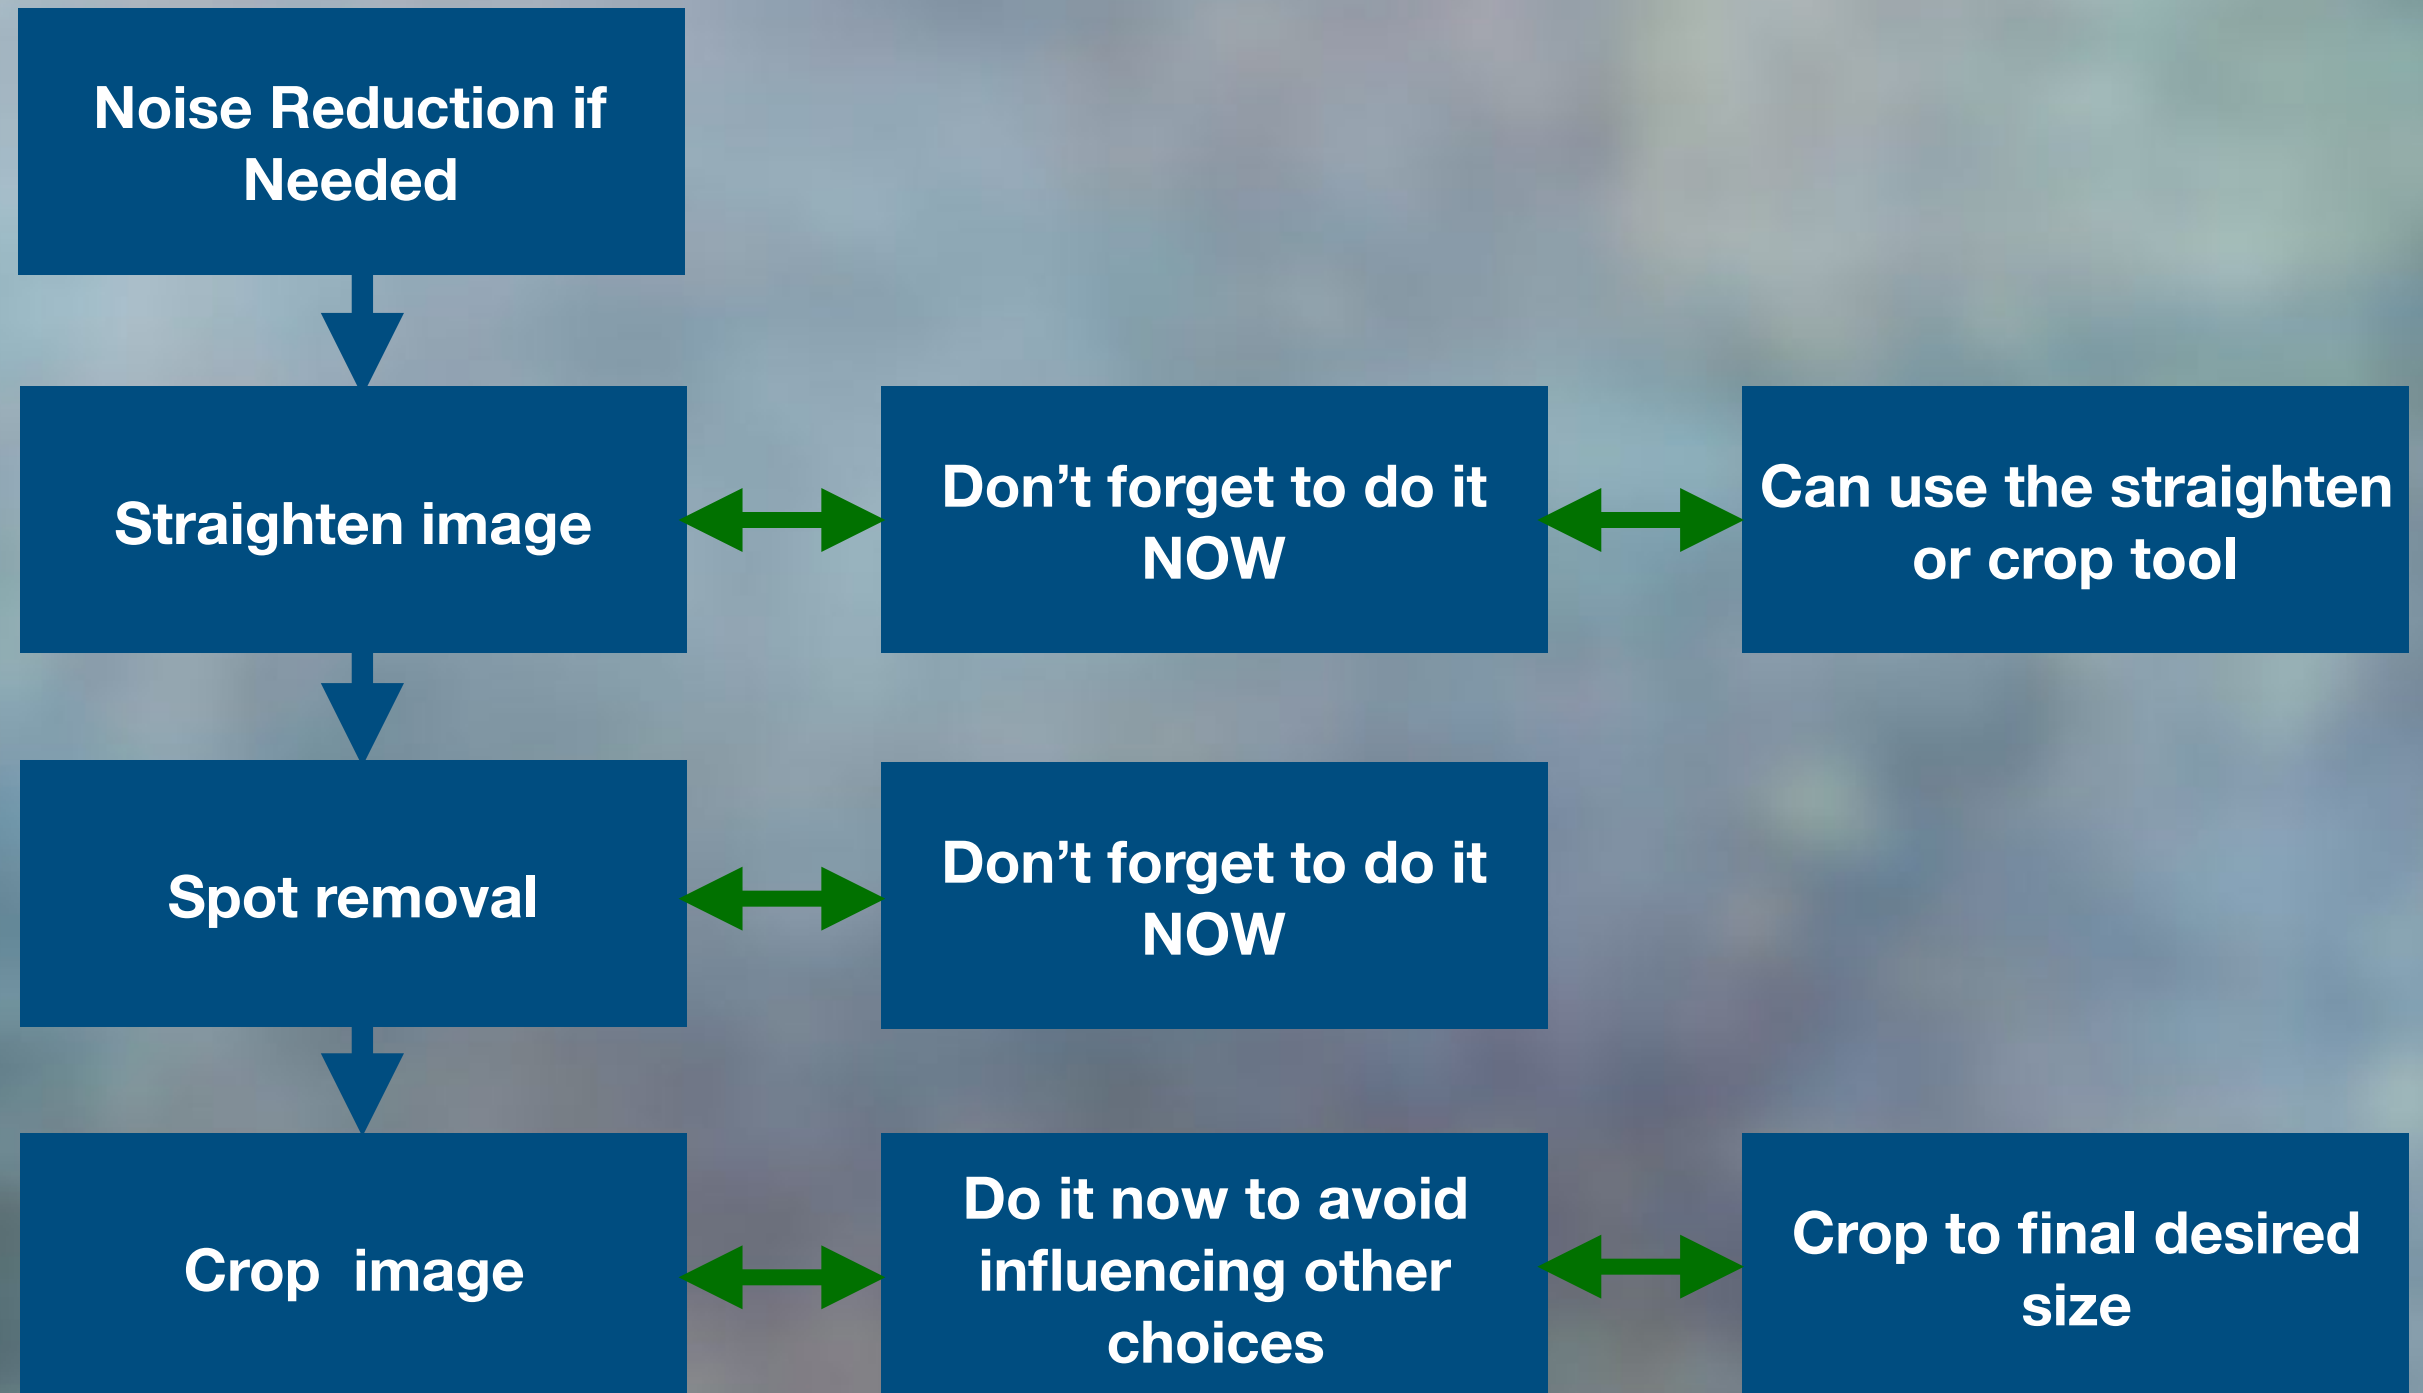 Noise Reduction if
Needed
Straighten image
Don’t forget to do it
NOW
Can use the straighten
or crop tool
Spot removal
Don’t forget to do it
NOW
Crop  image
Do it now to avoid
influencing other
choices
Crop to final desired
size